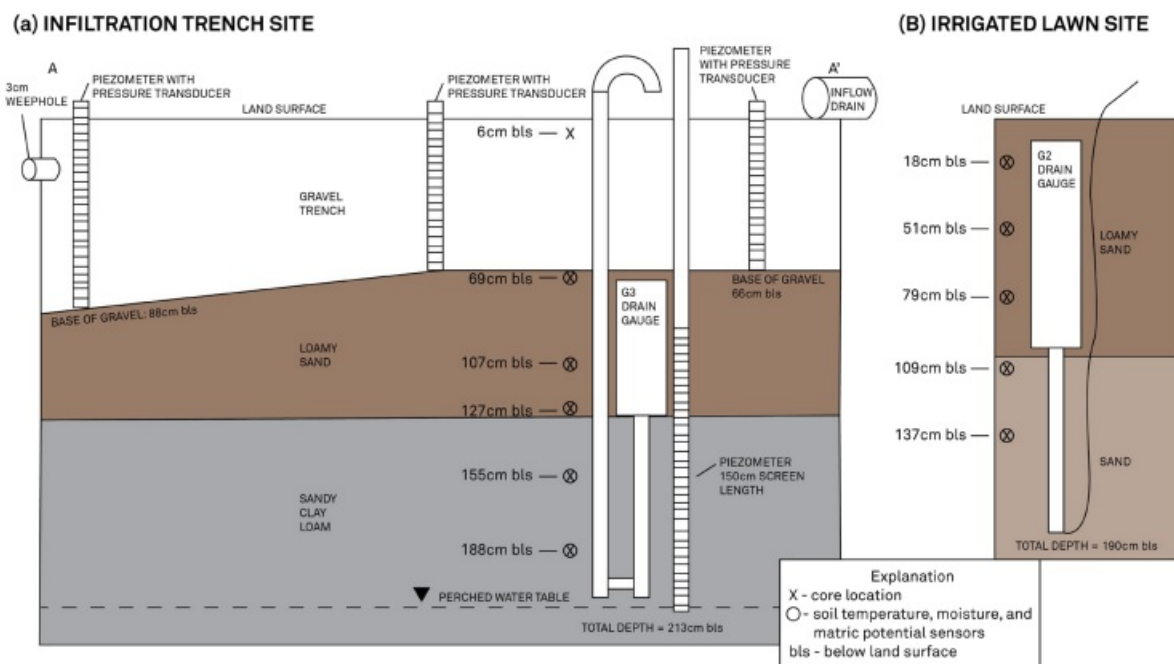 (a) INFILTRATION TRENCH SITE
A
3cm
WEEPHOLE
PIEZOMETER WITH
PRESSURE TRANSDUCER
LAND SURFACE
PIEZOMETER WITH
PRESSURE TRANSDUCER
PIEZOMETER
WITH PRESSURE
TRANSDUCER
A'
INFLOW
DRAIN
6cm bls — X
GRAVEL
TRENCH
69cm bls — X
BASE OF GRAVEL: 88cm bls
G3
DRAIN
GAUGE
BASE OF GRAVEL
66cm bls
LOAMY
SAND
107cm bls — X
127cm bls — X
155cm bls — X
PIEZOMETER
150cm SCREEN
LENGTH
SANDY
CLAY
LOAM
188cm bls — X
PERCHED WATER TABLE
TOTAL DEPTH = 213cm bls
(B) IRRIGATED LAWN SITE
LAND SURFACE
18cm bls — X
G2
DRAIN
GAUGE
51cm bls — X
LOAMY
SAND
79cm bls — X
109cm bls — X
137cm bls — X
SAND
TOTAL DEPTH = 190cm bls
Explanation
X - core location
O - soil temperature, moisture, and
matric potential sensors
bls - below land surface